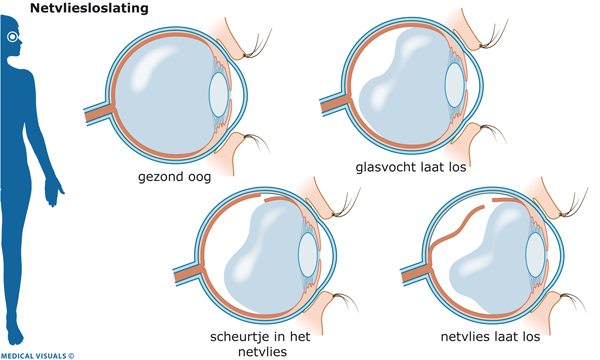 Netvliesloslating
gezond oog
glasvocht laat los
scheurtje in het
netvlies
netvlies laat los
MEDICAL VISUALS ©